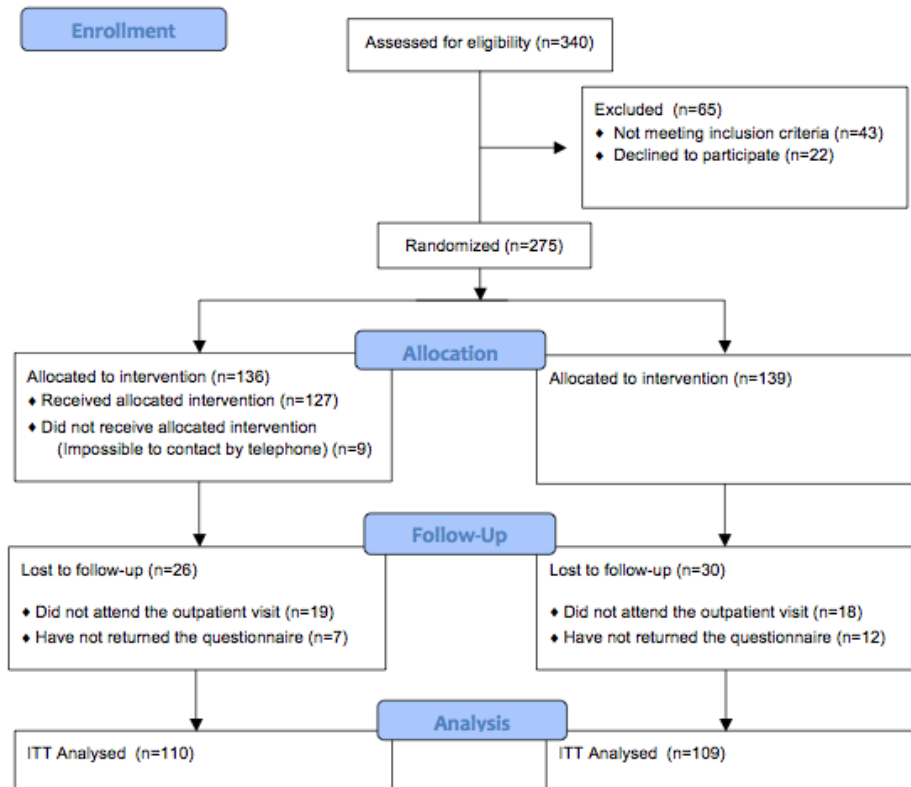 Enrollment
Assessed for eligibility (n=340)
Excluded (n=65)
♦ Not meeting inclusion criteria (n=43)
♦ Declined to participate (n=22)
Randomized (n=275)
Allocation
Allocated to intervention (n=136)
♦ Received allocated intervention (n=127)
♦ Did not receive allocated intervention
(Impossible to contact by telephone) (n=9)
Allocated to intervention (n=139)
Follow-Up
Lost to follow-up (n=26)
♦ Did not attend the outpatient visit (n=19)
♦ Have not returned the questionnaire (n=7)
Lost to follow-up (n=30)
♦ Did not attend the outpatient visit (n=18)
♦ Have not returned the questionnaire (n=12)
Analysis
ITT Analysed (n=110)
ITT Analysed (n=109)